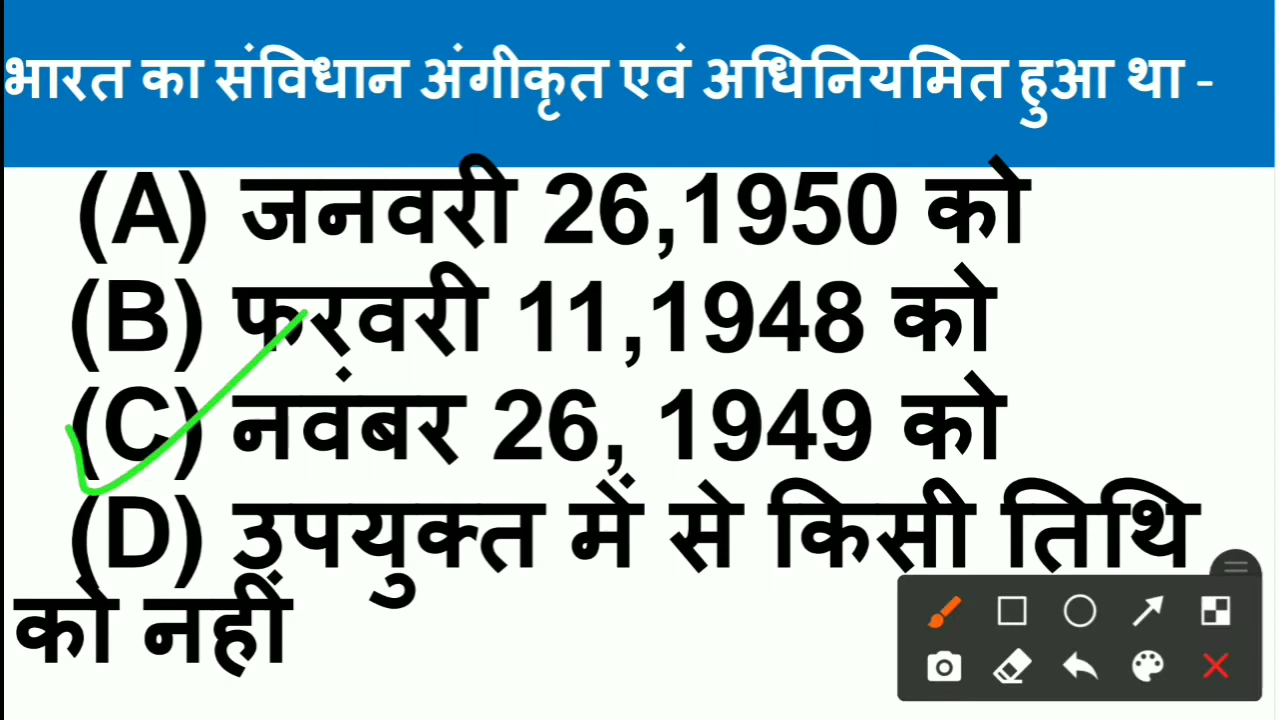 भारत का संविधान अंगीकृत एवं अधिनियमित हुआ था -
(A) जनवरी 26,1950 को
(B) फरवरी 11,1948 को
(C) नवंबर 26, 1949 को
(D) उपयुक्त में से किसी तिथि
को नहीं